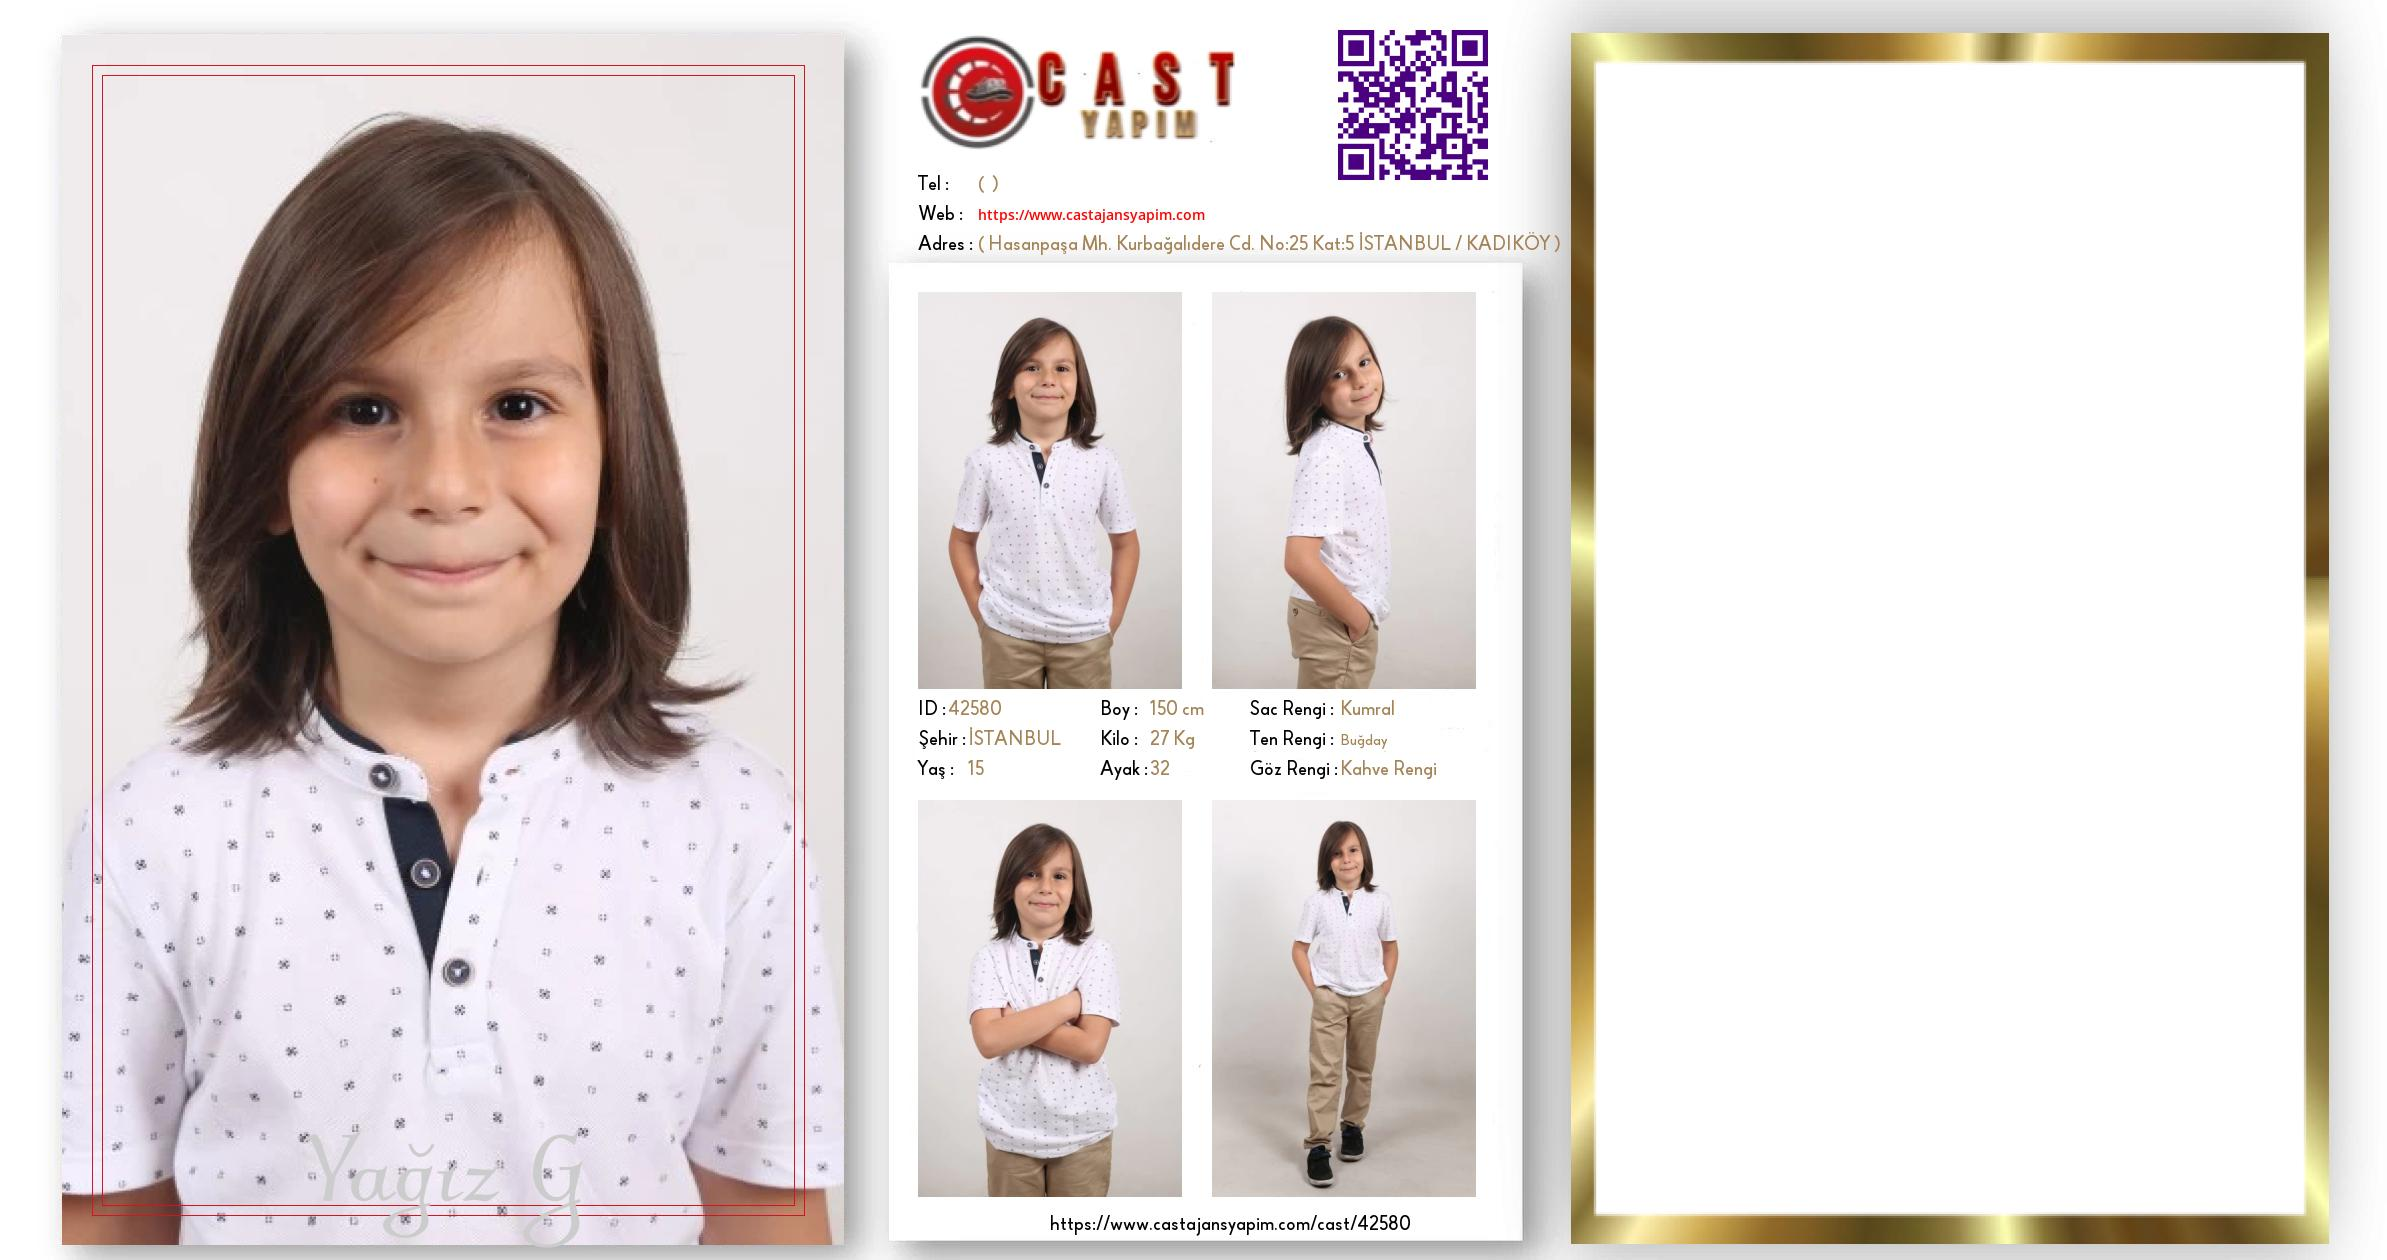 Yağız G
CAST
YAPIM
Tel : ( )
Web : https://www.castajansyapim.com
Adres : ( Hasanpaşa Mh. Kurbağalıdere Cd. No:25 Kat:5 İSTANBUL / KADIKÖY )
ID : 42580 Boy : 150 cm Sac Rengi : Kumral
Şehir : İSTANBUL Kilo : 27 Kg Ten Rengi : Buğday
Yaş : 15 Ayak : 32 Göz Rengi : Kahve Rengi
https://www.castajansyapim.com/cast/42580